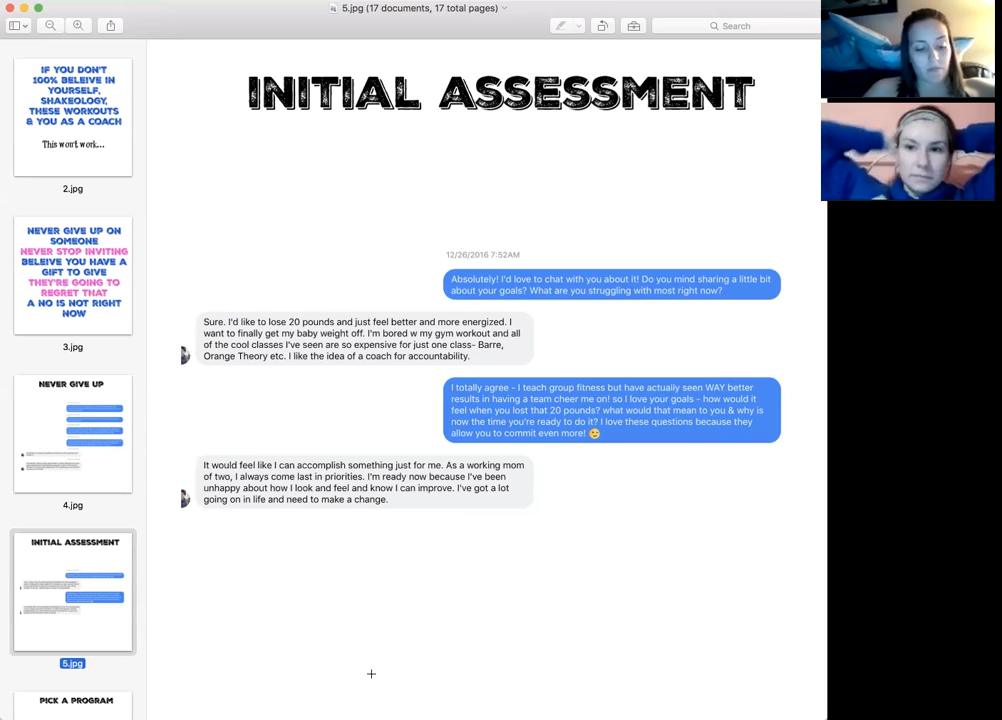 5.jpg (17 documents, 17 total pages)
Search
IF YOU DON'T
100% BELEIVE IN
YOURSELF,
SHAKEOLOGY,
THESE WORKOUTS
& YOU AS A COACH
This won't work...
2.jpg
NEVER GIVE UP ON
SOMEONE
NEVER STOP INVITING
BELEIVE YOU HAVE A
GIFT TO GIVE
THEY'RE GOING TO
REGRET THAT
A NO IS NOT RIGHT
NOW
3.jpg
NEVER GIVE UP
4.jpg
INITIAL ASSESSMENT
5.jpg
PICK A PROGRAM
INITIAL ASSESSMENT
12/26/2016 7:52AM
Absolutely! I'd love to chat with you about it! Do you mind sharing a little bit
about your goals? What are you struggling with most right now?
Sure. I'd like to lose 20 pounds and just feel better and more energized. I
want to finally get my baby weight off. I'm bored w my gym workout and all
of the cool classes I've seen are so expensive for just one class- Barre,
Orange Theory etc. I like the idea of a coach for accountability.
I totally agree - I teach group fitness but have actually seen WAY better
results in having a team cheer me on! so I love your goals - how would it
feel when you lost that 20 pounds? what would that mean to you & why is
now the time you're ready to do it? I love these questions because they
allow you to commit even more! 😊
It would feel like I can accomplish something just for me. As a working mom
of two, I always come last in priorities. I'm ready now because I've been
unhappy about how I look and feel and know I can improve. I've got a lot
going on in life and need to make a change.